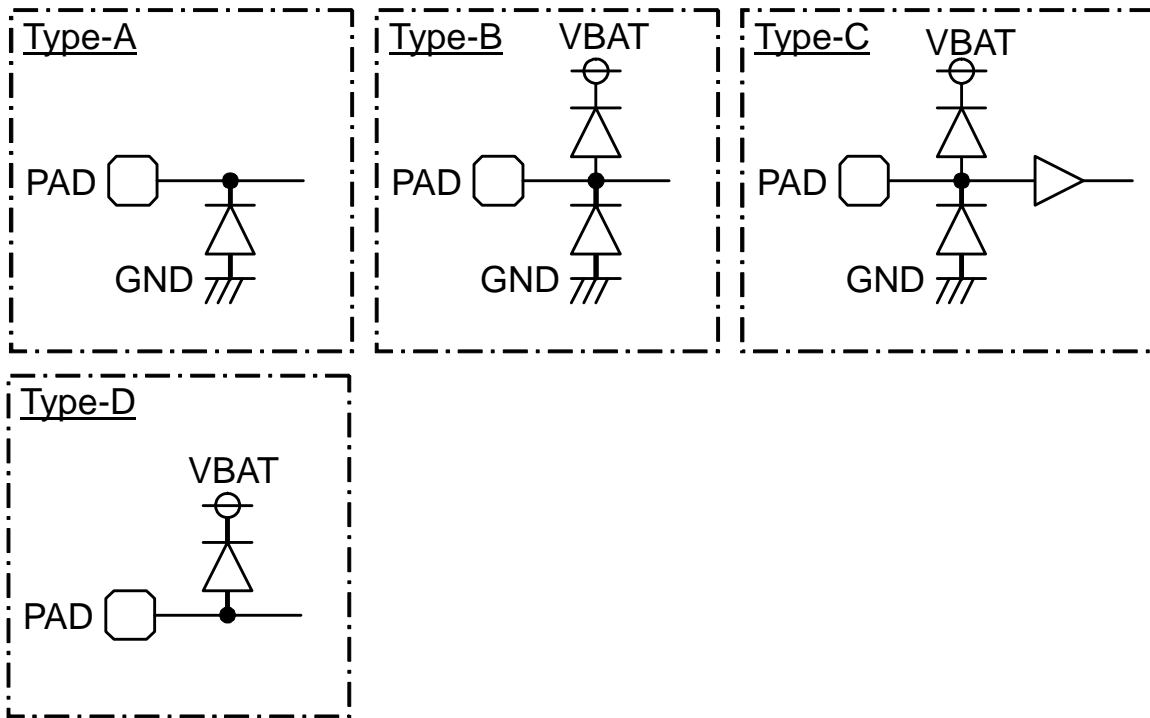 Type-A
PAD
GND
Type-B
VBAT
PAD
GND
Type-C
VBAT
PAD
GND
Type-D
VBAT
PAD